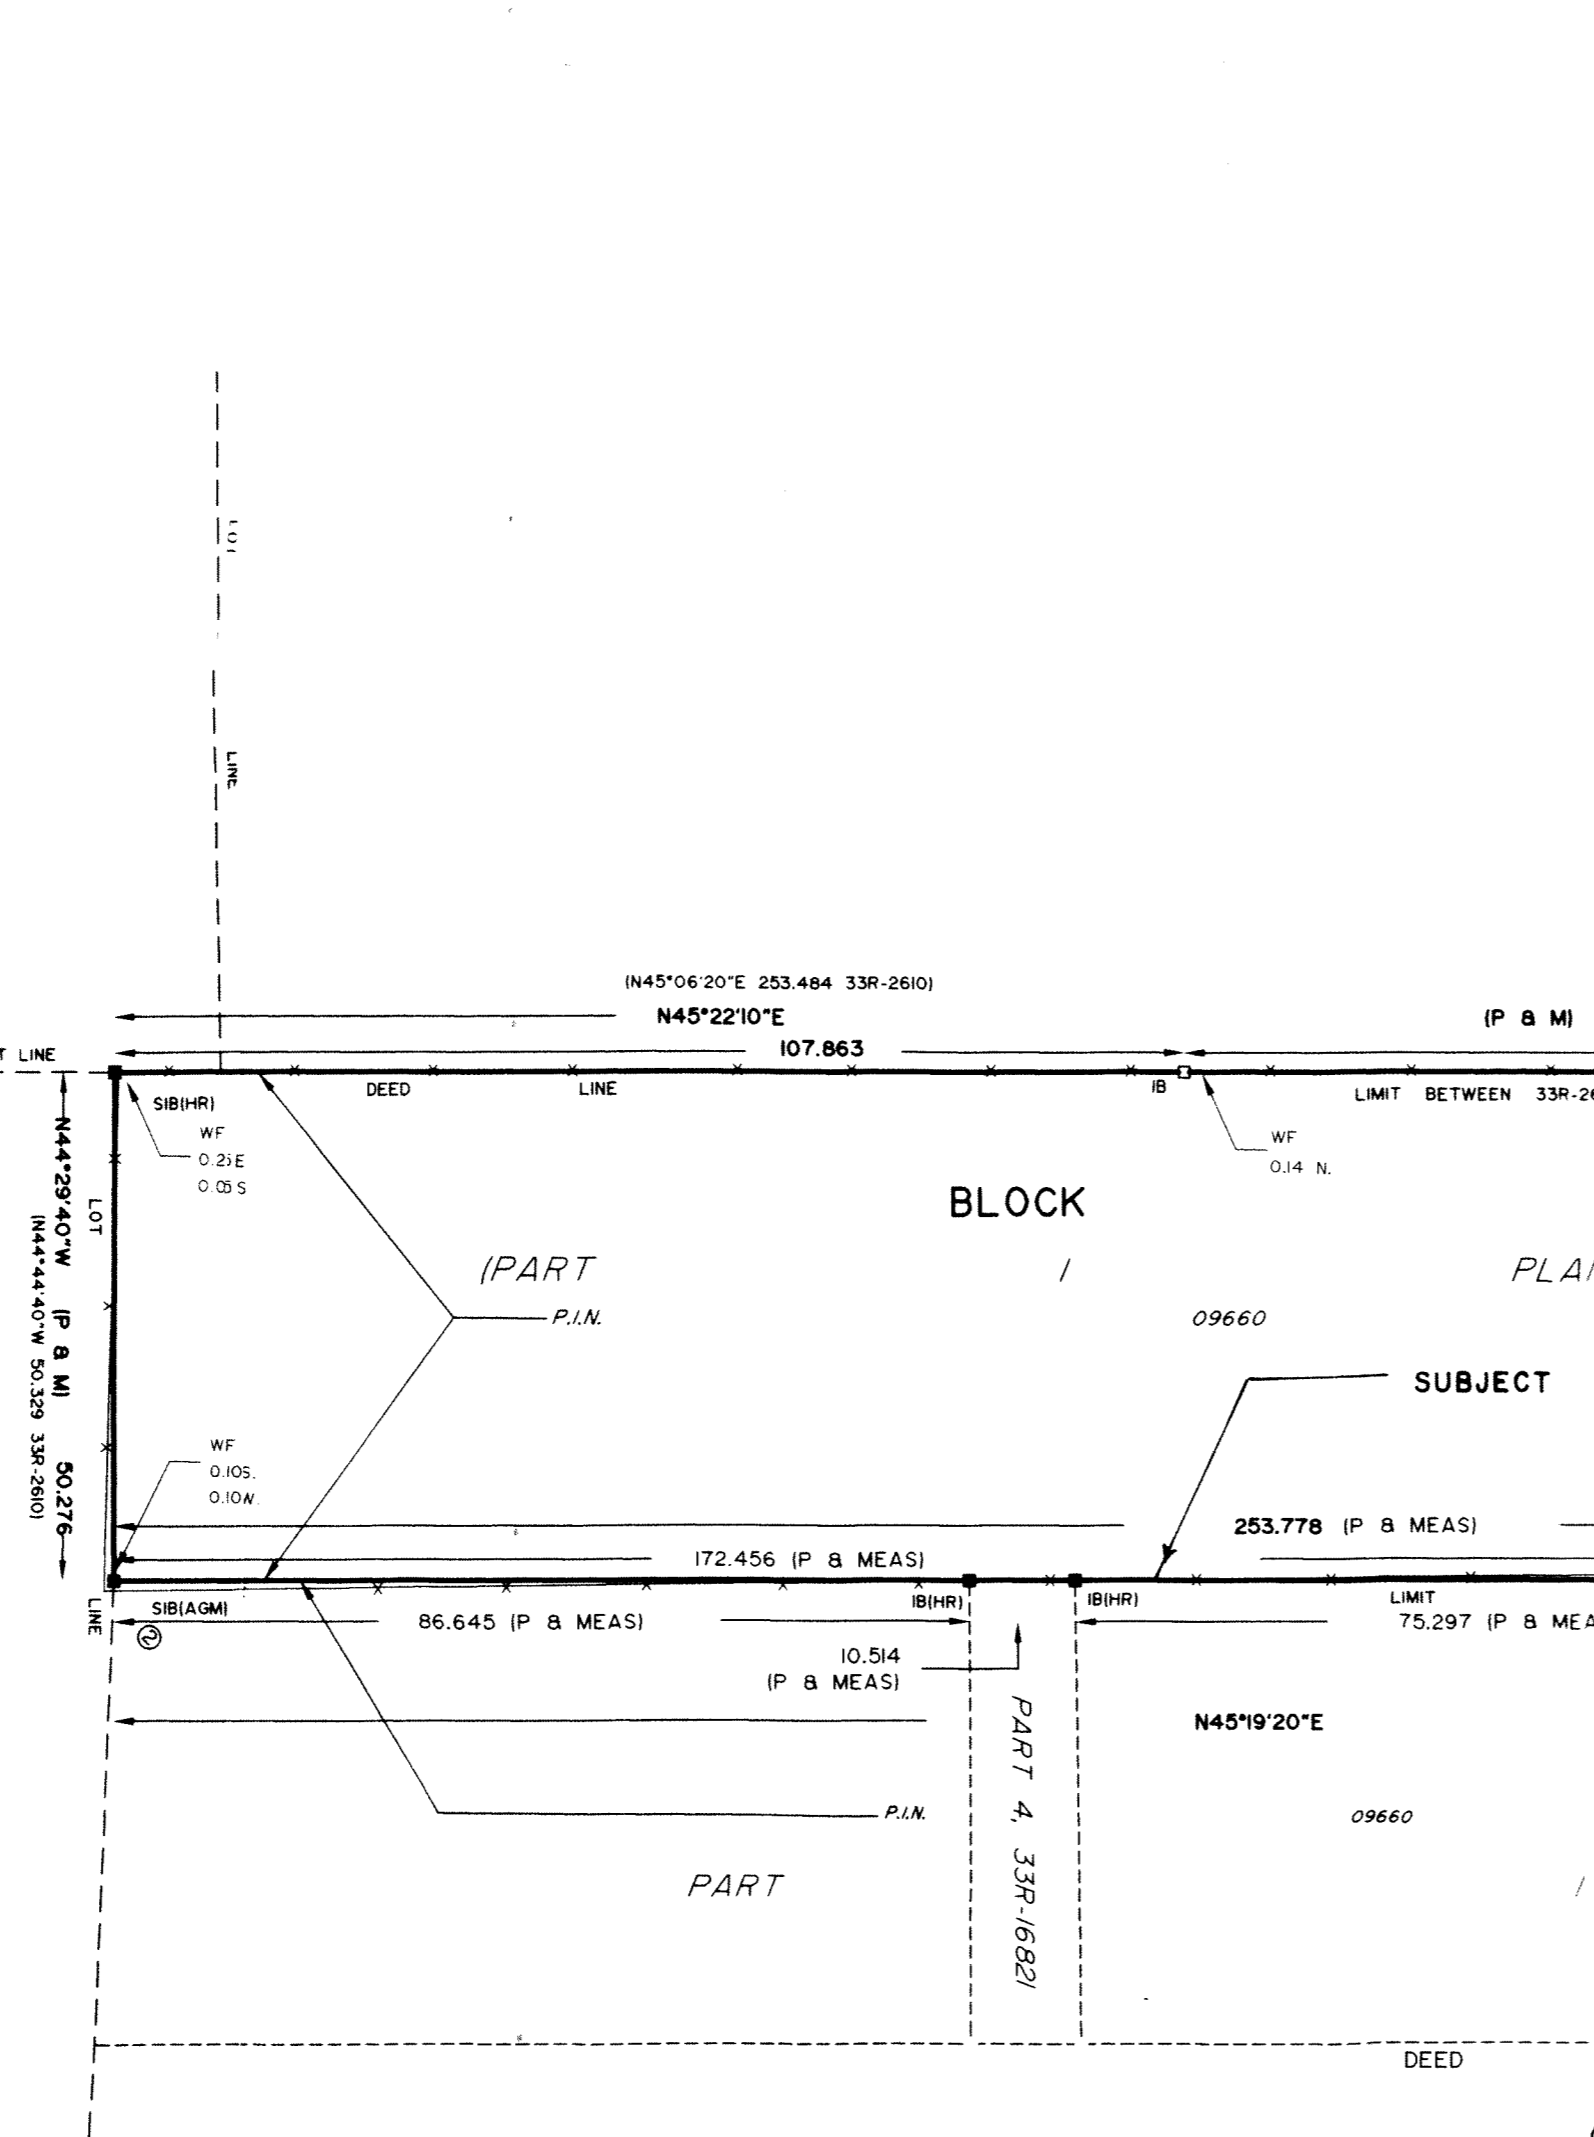 LINE
(N45°06'20"E 253.484 33R-2610)
N45°22'10"E
(P & M)
T LINE
107.863
DEED LINE
IB
LIMIT BETWEEN 33R-26
SIB(HR)
WF
0.05 S
WF
0.14 N.
N44°29'40"W (P & M) 50.276
(N44°44'40"W 50.329 33R-2610)
LOT
BLOCK
(PART
1
PLAN
P.I.N.
09660
SUBJECT
WF
0.10S.
0.10N.
253.778 (P & MEAS)
172.456 (P & MEAS)
LINE
SIB(AGM)
2
86.645 (P & MEAS)
IB(HR)
IB(HR)
LIMIT
75.297 (P & MEA
10.514
(P & MEAS)
PART 4, 33R-16821
N45°19'20"E
P.I.N.
09660
PART
DEED